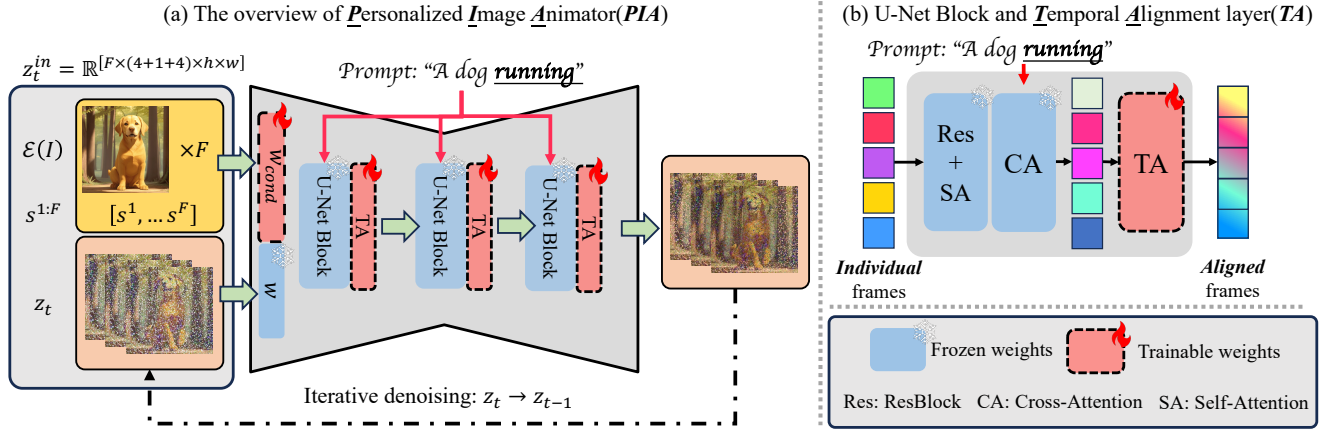 (a) The overview of Personalized Image Animator(PIA)
z_t^{in} = ℝ^{[F×(4+1+4)×h×w]}
ℰ(I)
×F
s^{1:F}
[s^1, … s^F]
z_t
W_{cond}
w
Prompt: “A dog running”
U-Net Block
TA
U-Net Block
TA
U-Net Block
TA
Iterative denoising: z_t → z_{t−1}
(b) U-Net Block and Temporal Alignment layer(TA)
Prompt: “A dog running”
Res
+
SA
CA
TA
Individual
frames
Aligned
frames
Frozen weights
Trainable weights
Res: ResBlock CA: Cross-Attention SA: Self-Attention